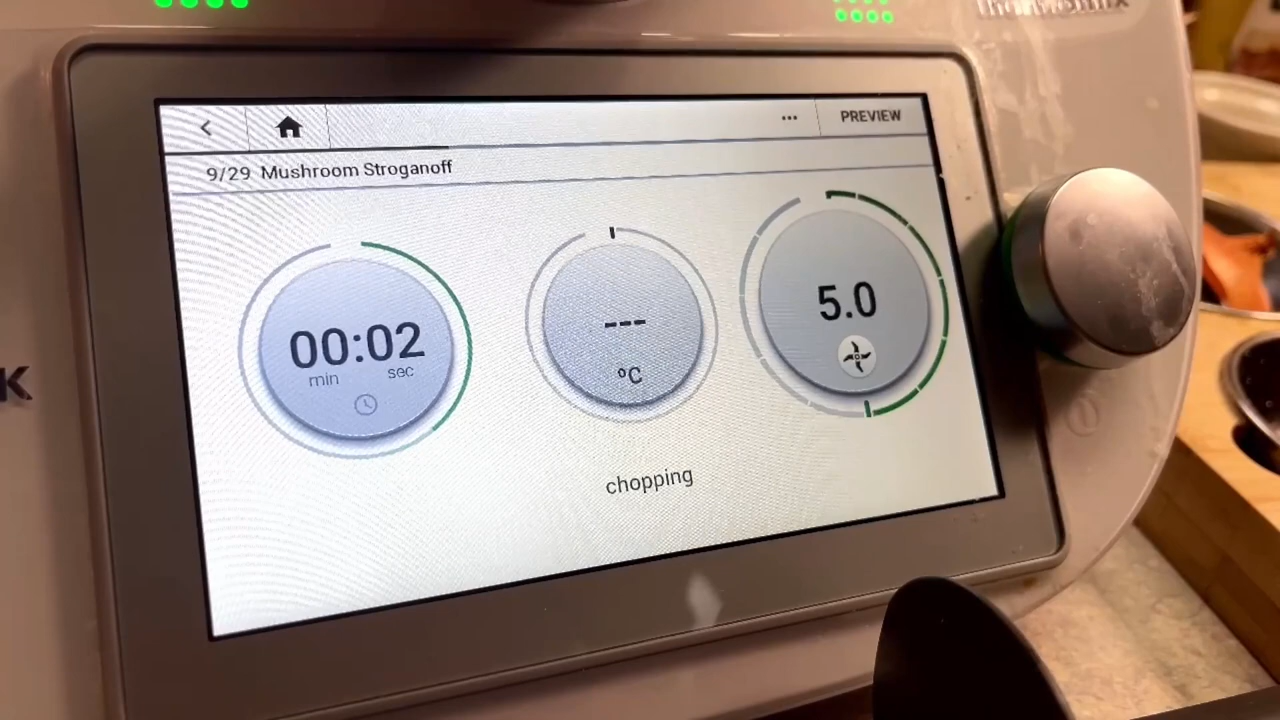 PREVIEW
9/29 Mushroom Stroganoff
00:02
min sec
---
°C
5.0
chopping
K